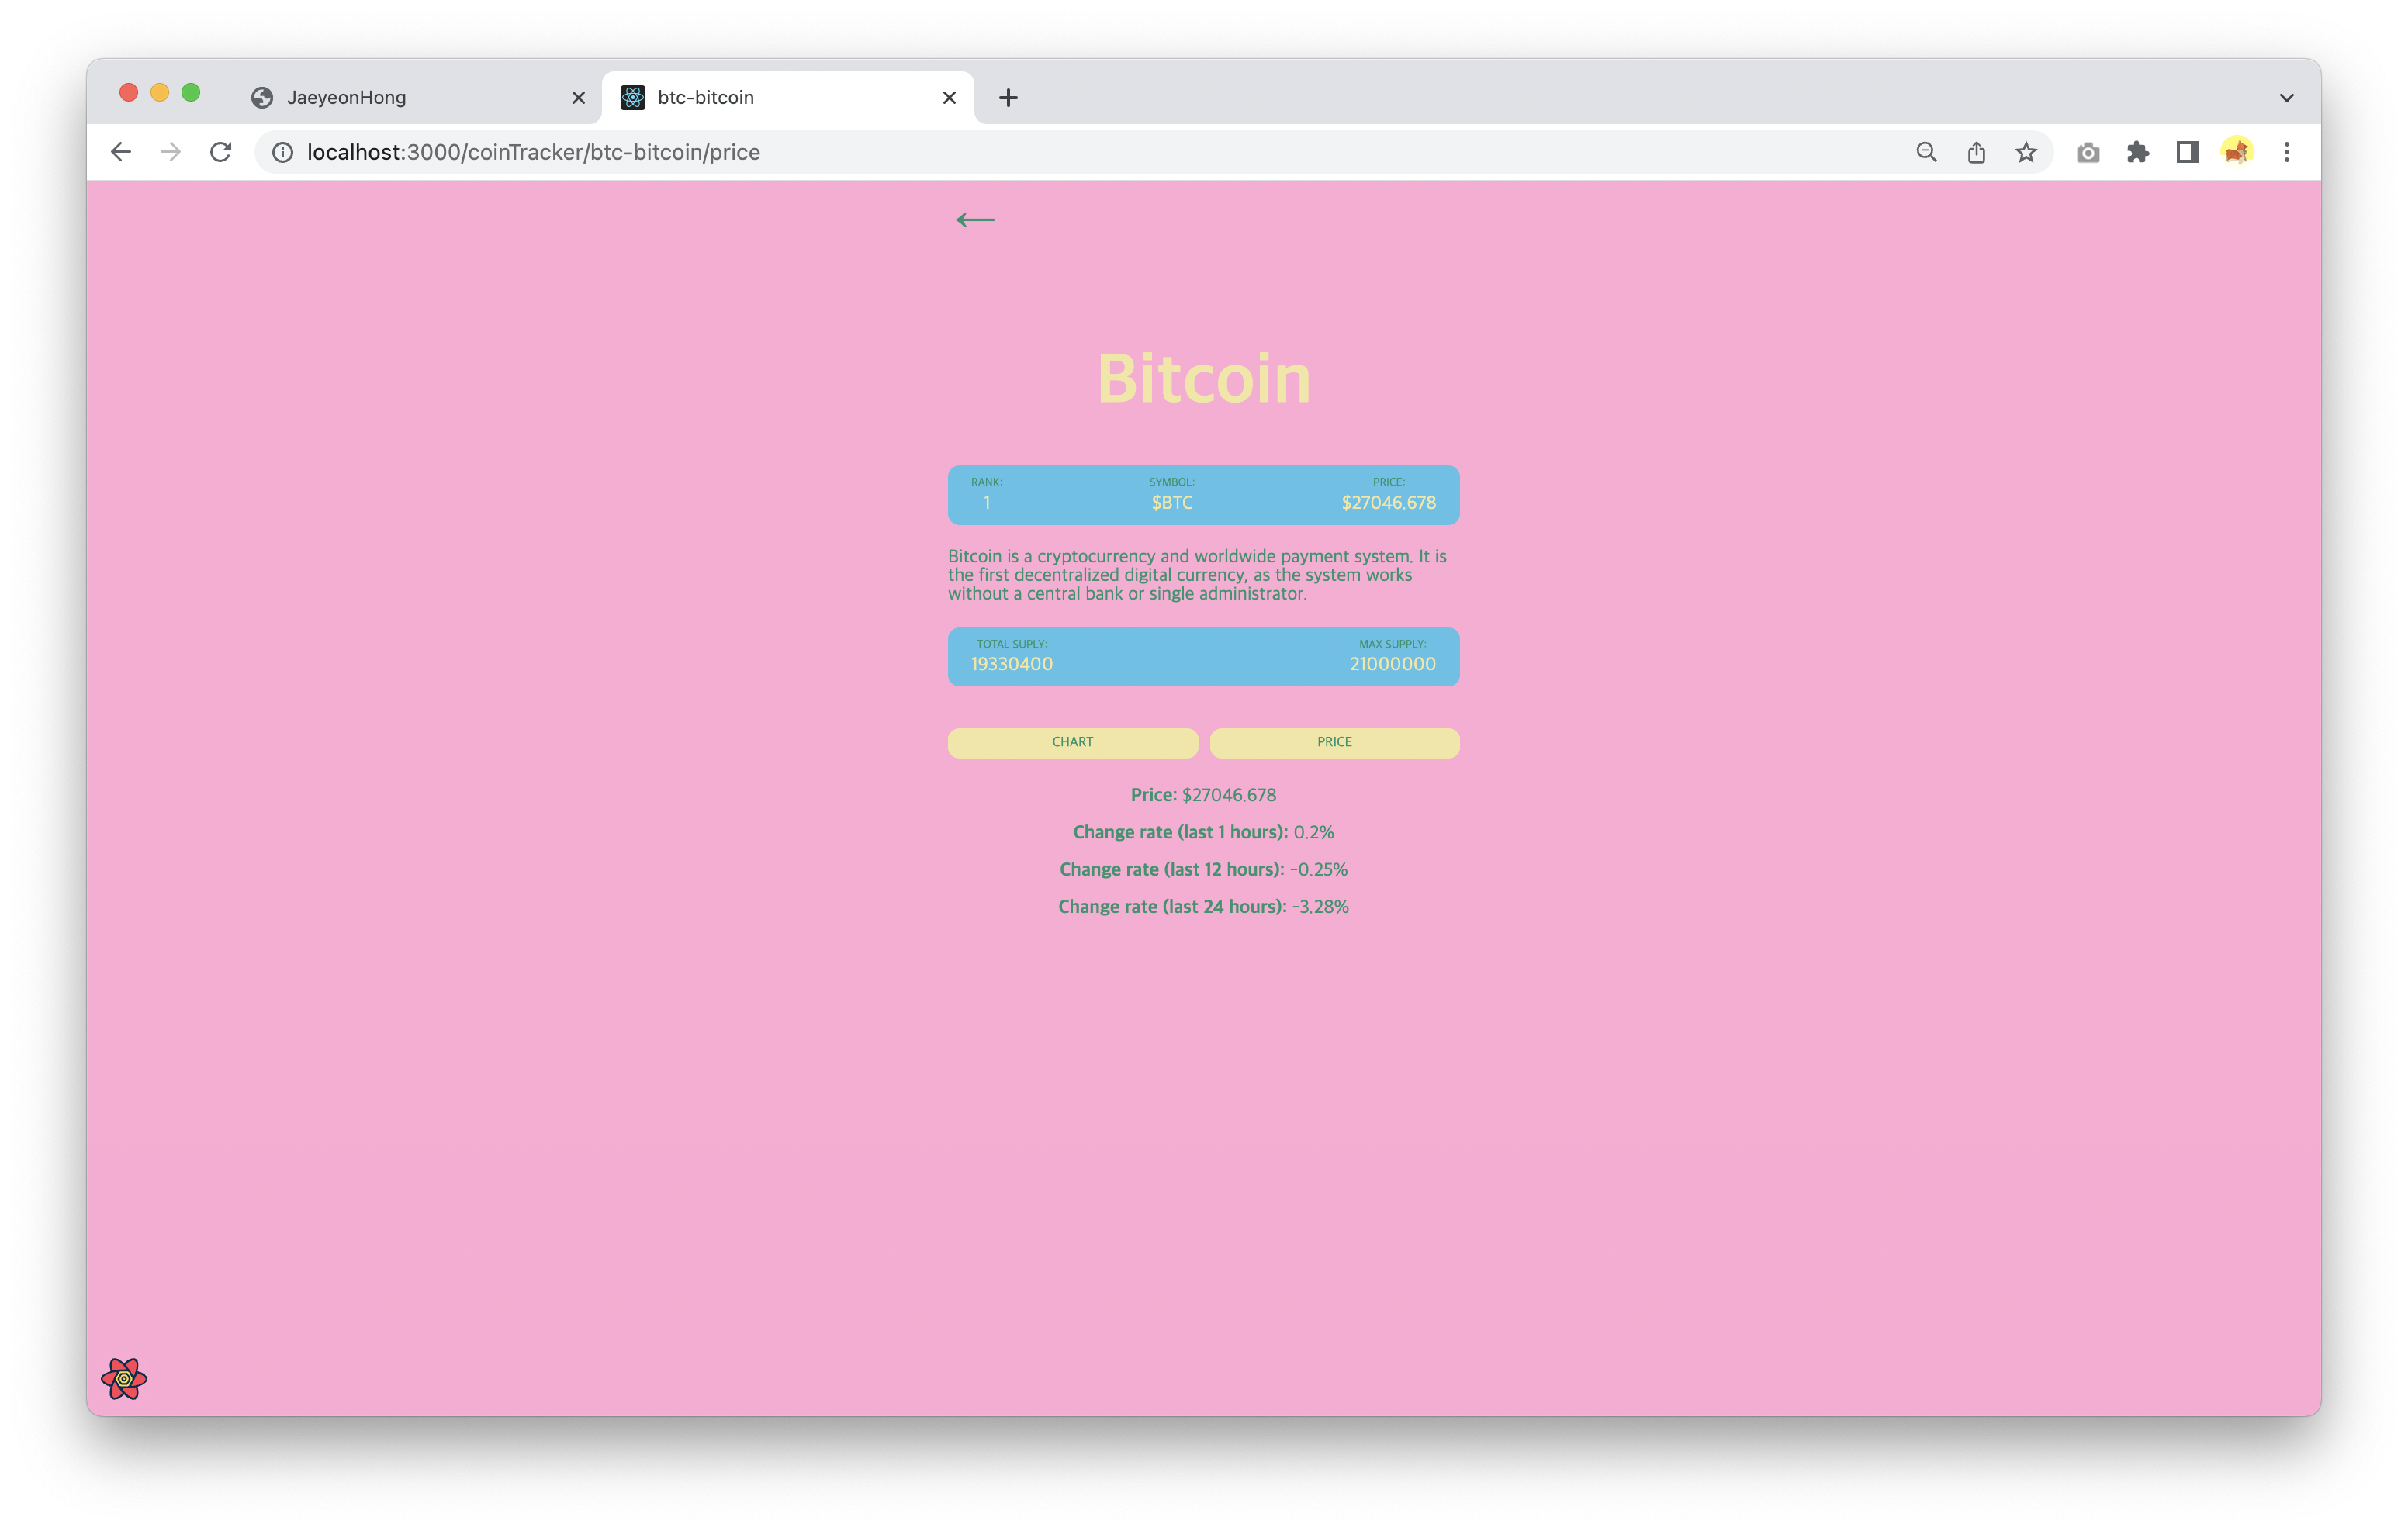 JaeyeonHong
btc-bitcoin
localhost:3000/coinTracker/btc-bitcoin/price
Bitcoin
RANK: SYMBOL: PRICE:
1 $BTC $27046.678
Bitcoin is a cryptocurrency and worldwide payment system. It is
the first decentralized digital currency, as the system works
without a central bank or single administrator.
TOTAL SUPLY: MAX SUPPLY:
19330400 21000000
CHART PRICE
Price: $27046.678
Change rate (last 1 hours): 0.2%
Change rate (last 12 hours): -0.25%
Change rate (last 24 hours): -3.28%